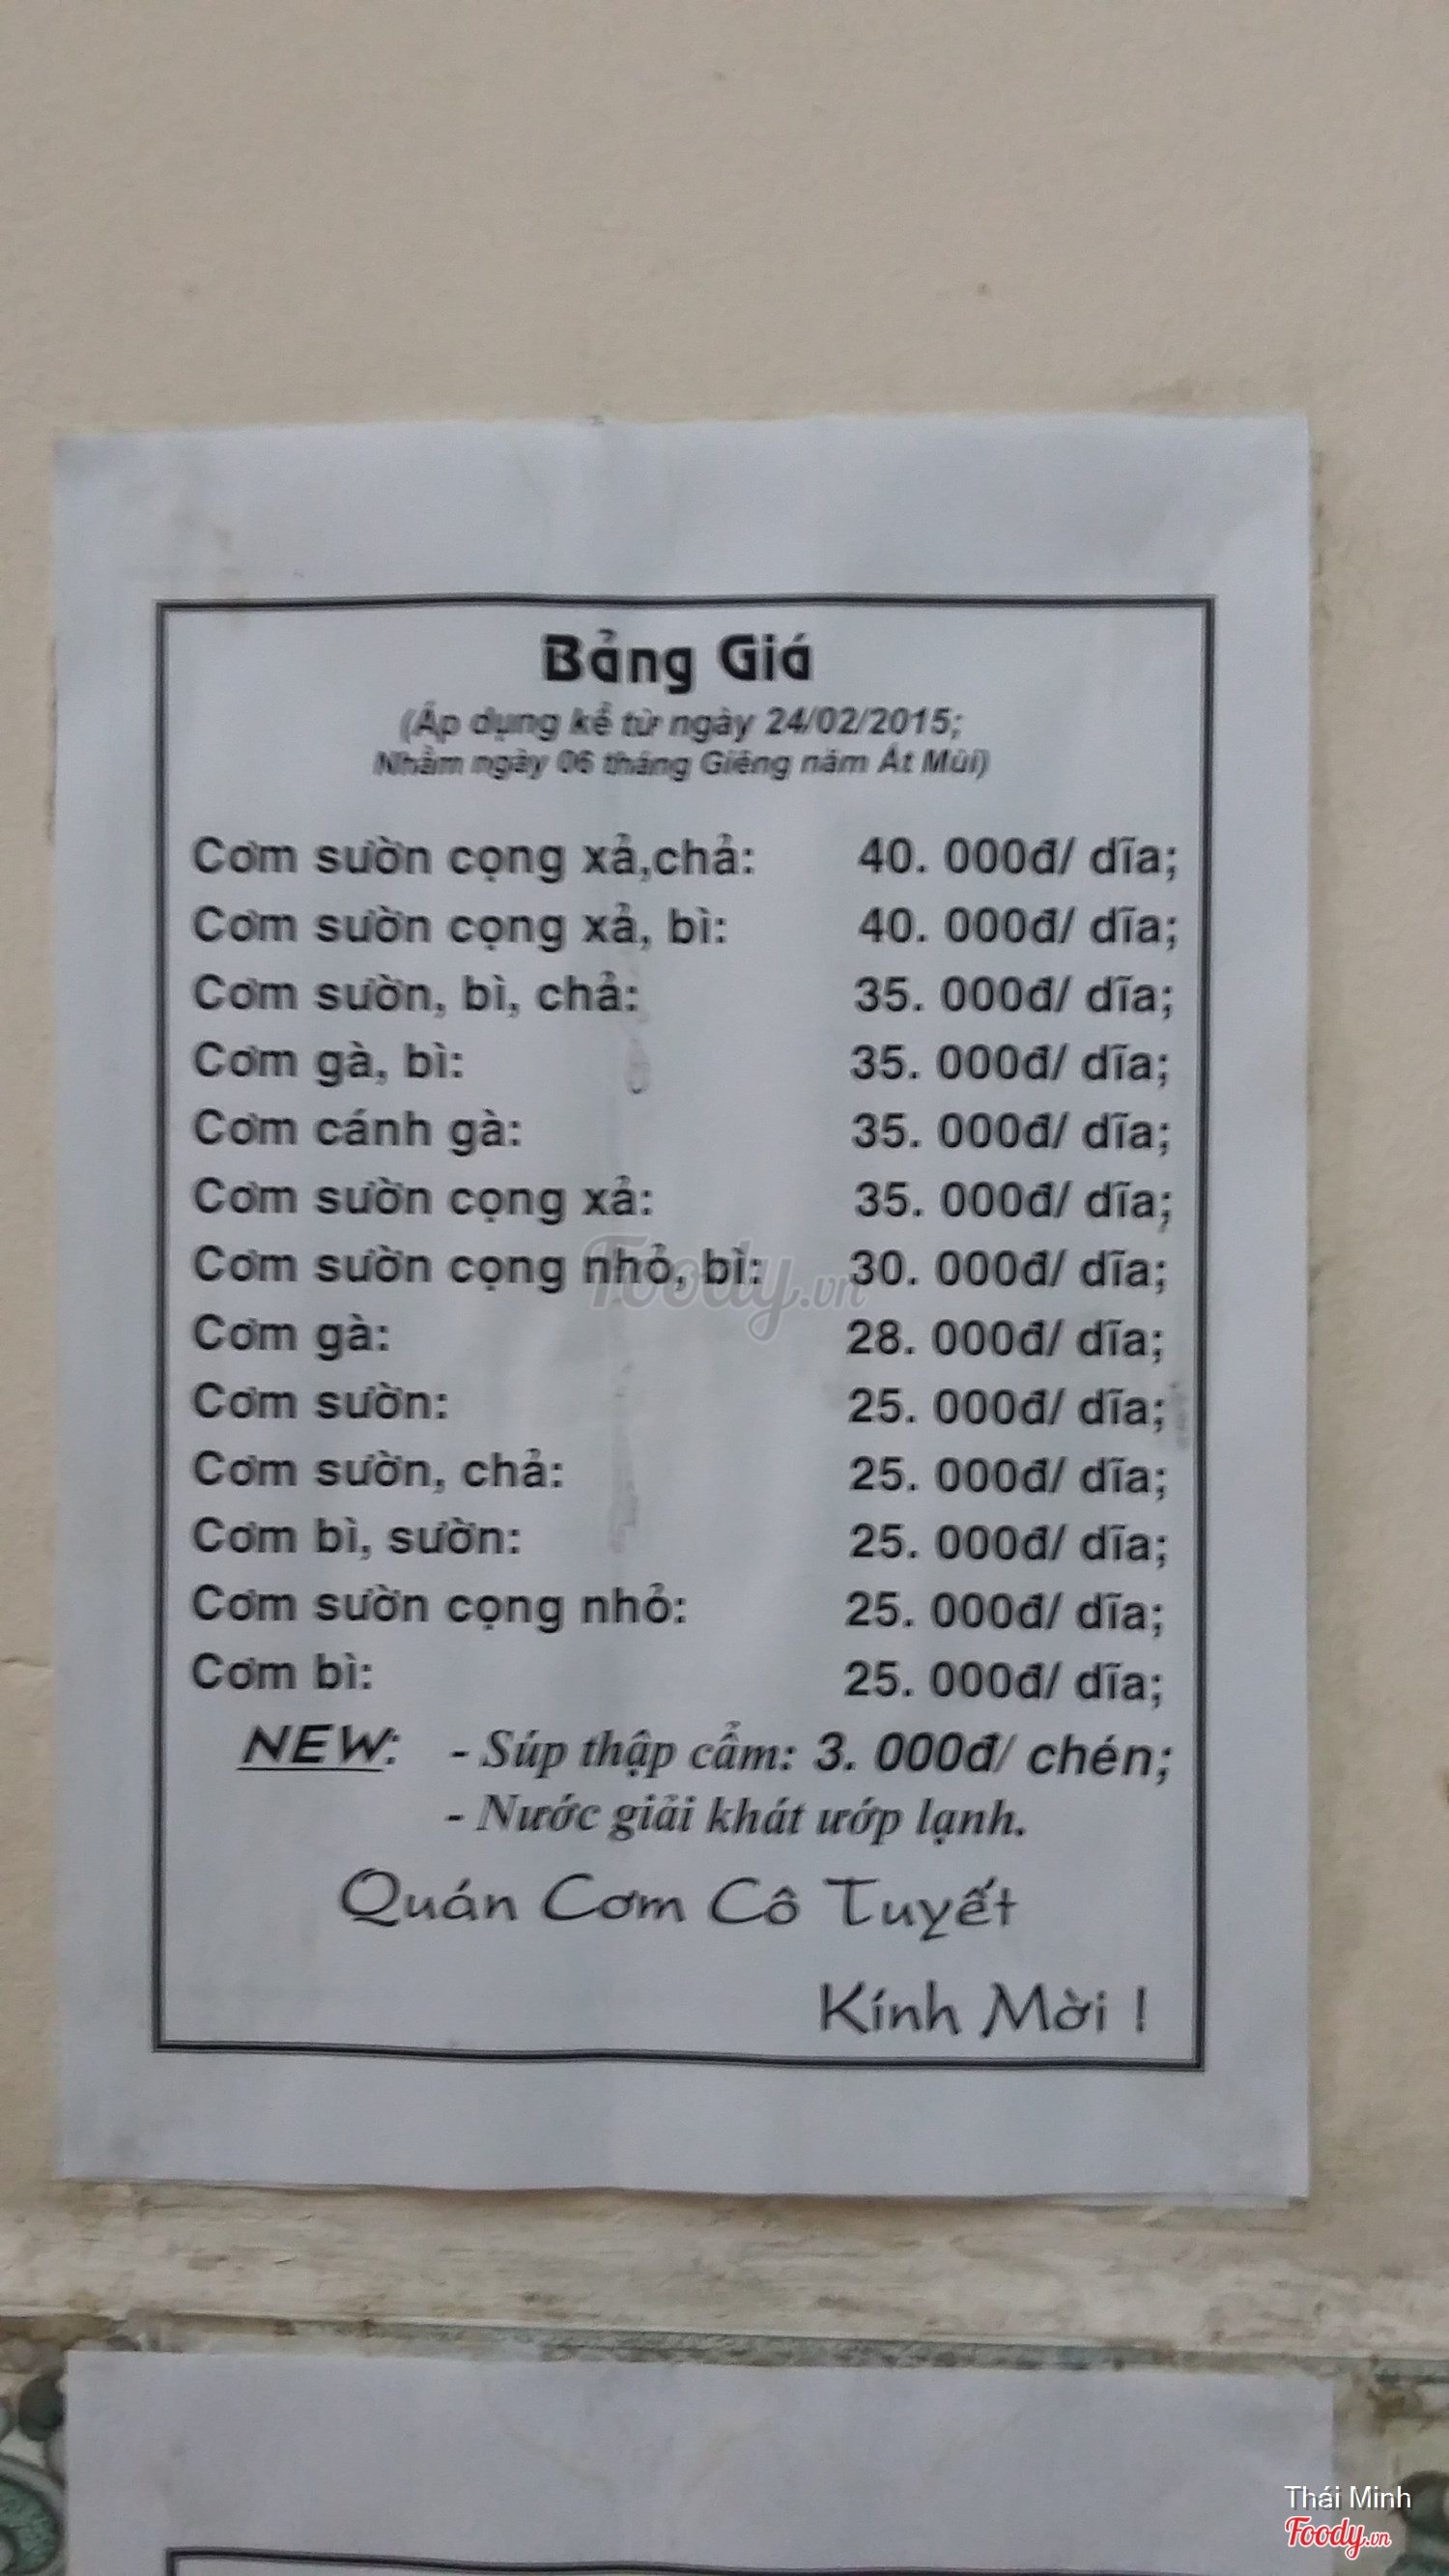 Bảng Giá
(Áp dụng kể từ ngày 24/02/2015;
Nhằm ngày 06 tháng Giêng năm Ất Mùi)
Cơm sườn cọng xả,chả: 40. 000đ/ dĩa;
Cơm sườn cọng xả, bì: 40. 000đ/ dĩa;
Cơm sườn, bì, chả: 35. 000đ/ dĩa;
Cơm gà, bì: 35. 000đ/ dĩa;
Cơm cánh gà: 35. 000đ/ dĩa;
Cơm sườn cọng xả: 35. 000đ/ dĩa;
Cơm sườn cọng nhỏ, bì: 30. 000đ/ dĩa;
Foody.vn
Cơm gà: 28. 000đ/ dĩa;
Cơm sườn: 25. 000đ/ dĩa;
Cơm sườn, chả: 25. 000đ/ dĩa;
Cơm bì, sườn: 25. 000đ/ dĩa;
Cơm sườn cọng nhỏ: 25. 000đ/ dĩa;
Cơm bì: 25. 000đ/ dĩa;
NEW: - Súp thập cẩm: 3. 000đ/ chén;
- Nước giải khát ướp lạnh.
Quán Cơm Cô Tuyết
Kính Mời !
Thái Minh
Foody.vn